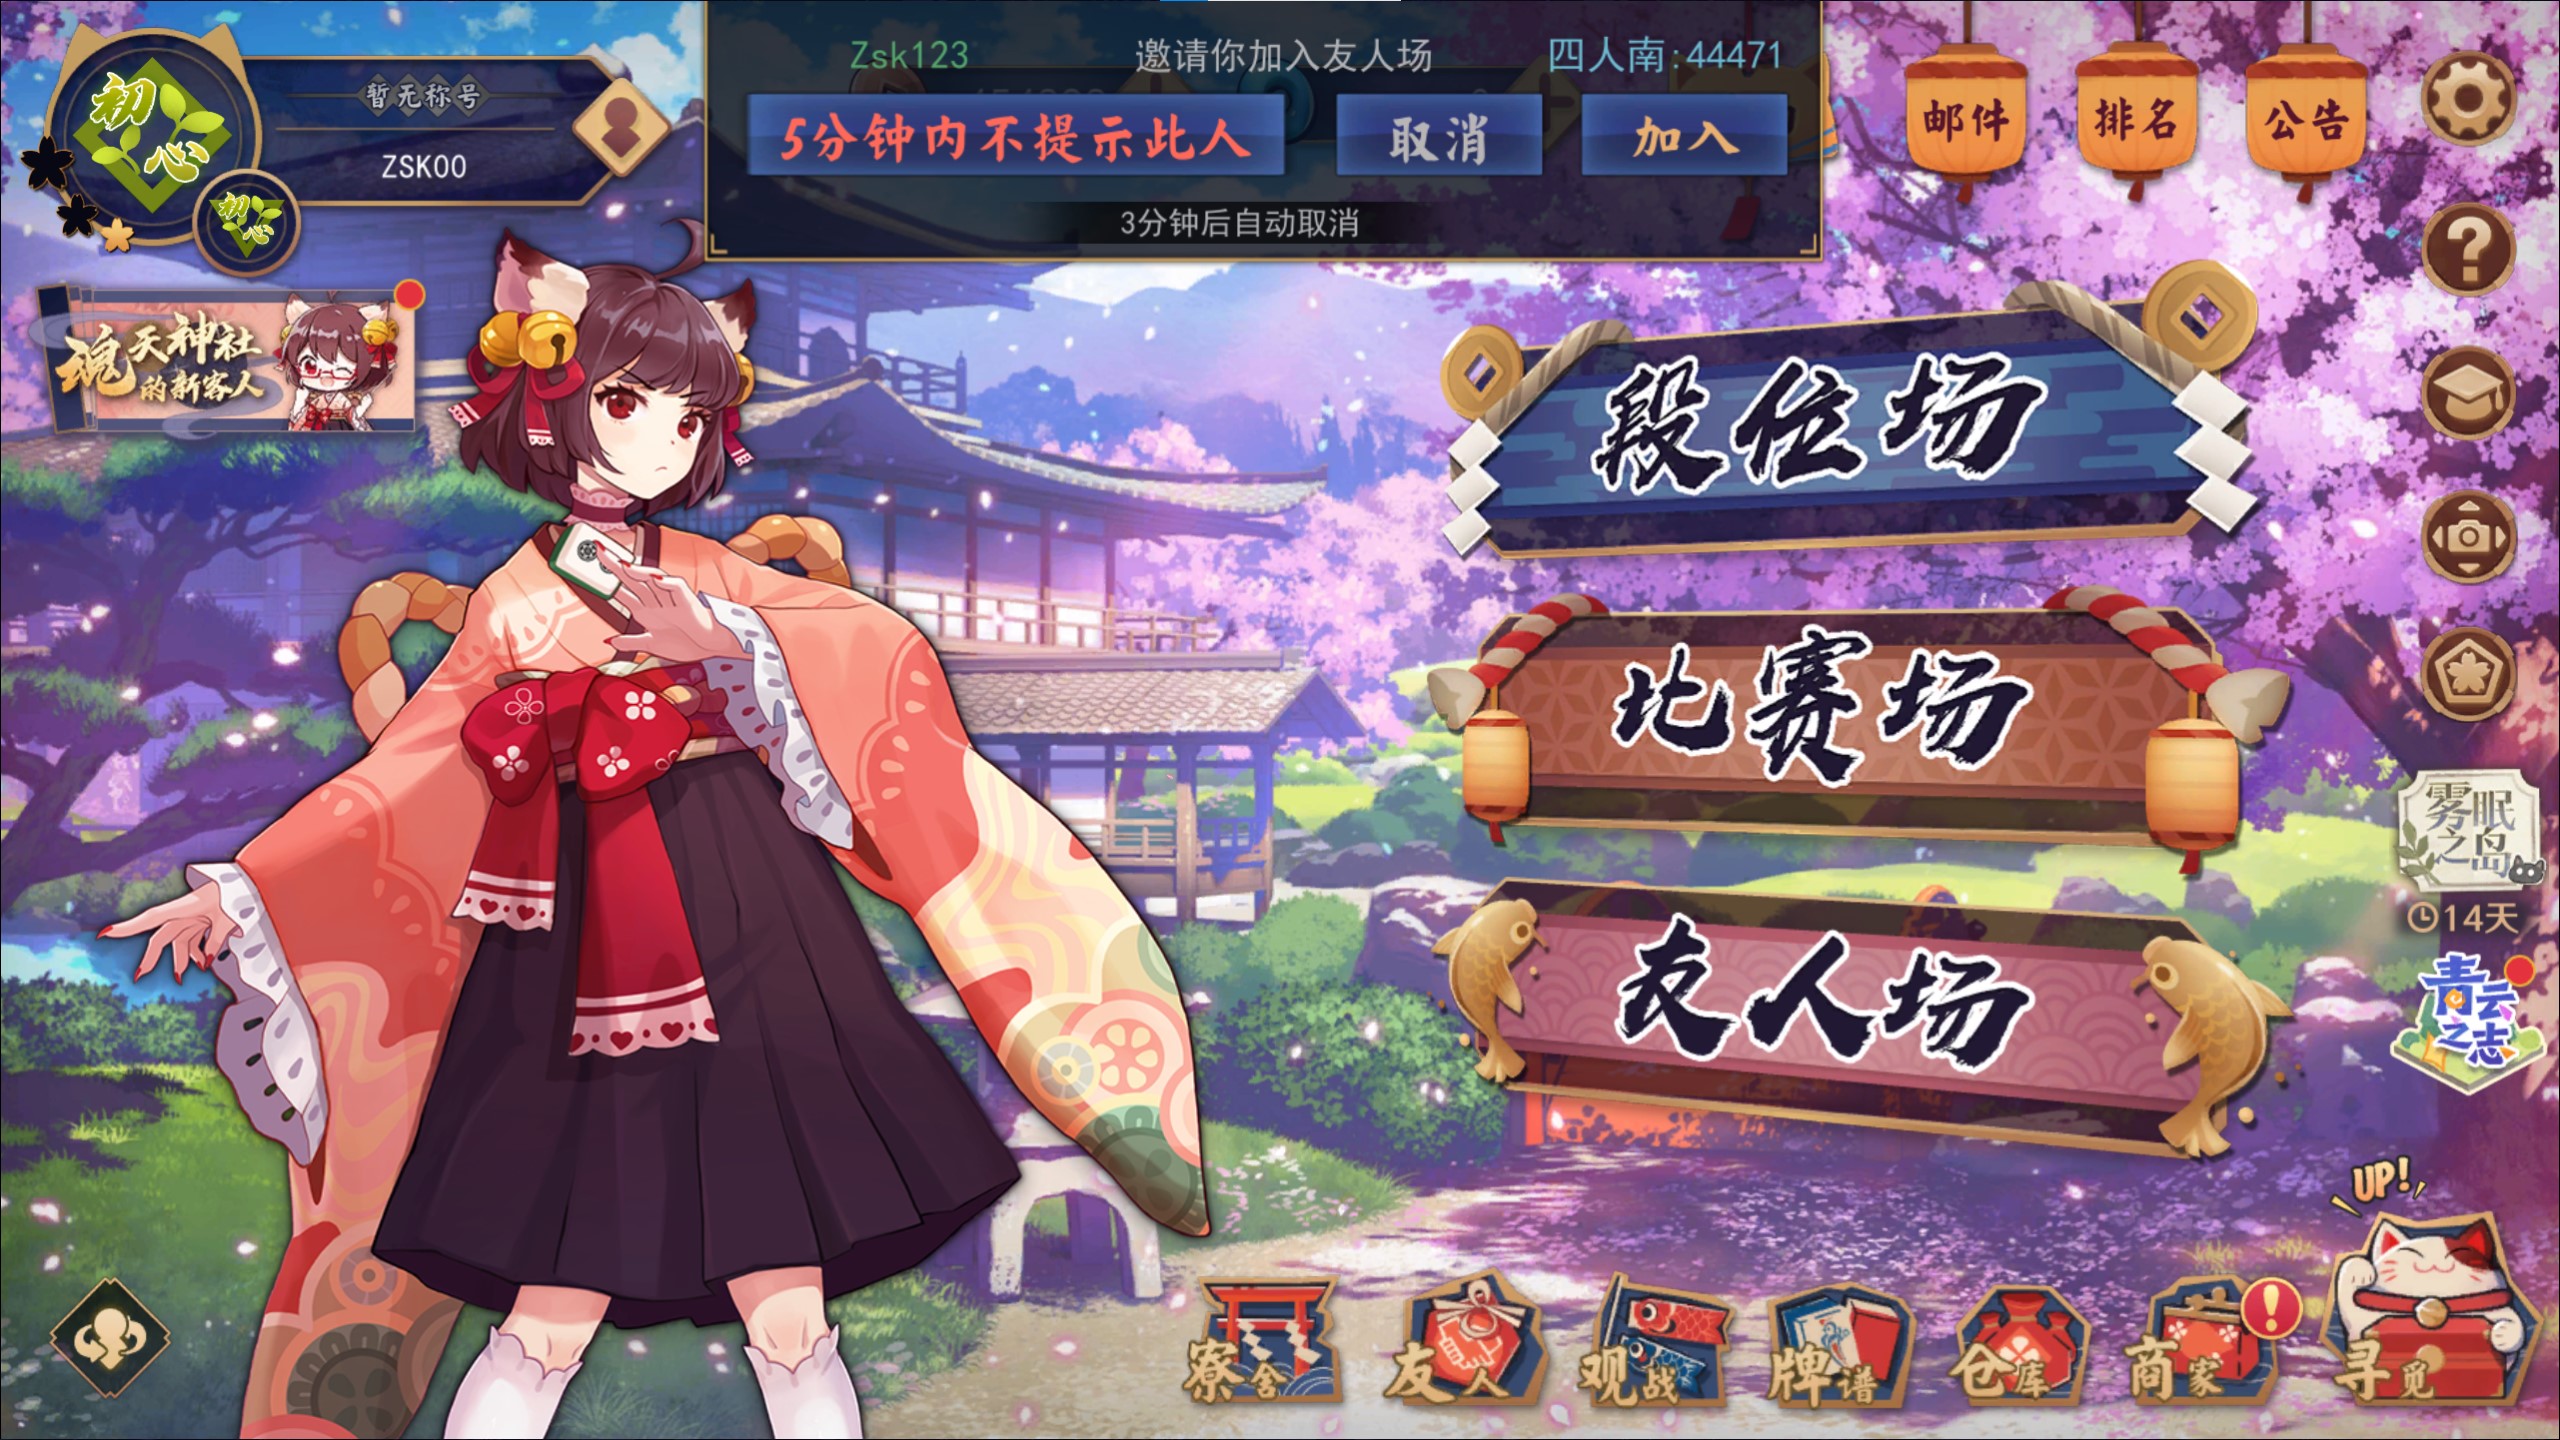 初心
初心
暂无称号
ZSK00
Zsk123 邀请你加入友人场 四人南:44471
5分钟内不提示此人 取消 加入
3分钟后自动取消
邮件 排名 公告
魂天神社
的新客人
段位场
比赛场
友人场
雾眠
之岛
14天
青云
之志
UP!
寮舍 友人 观战 牌谱 仓库 商家 寻觅